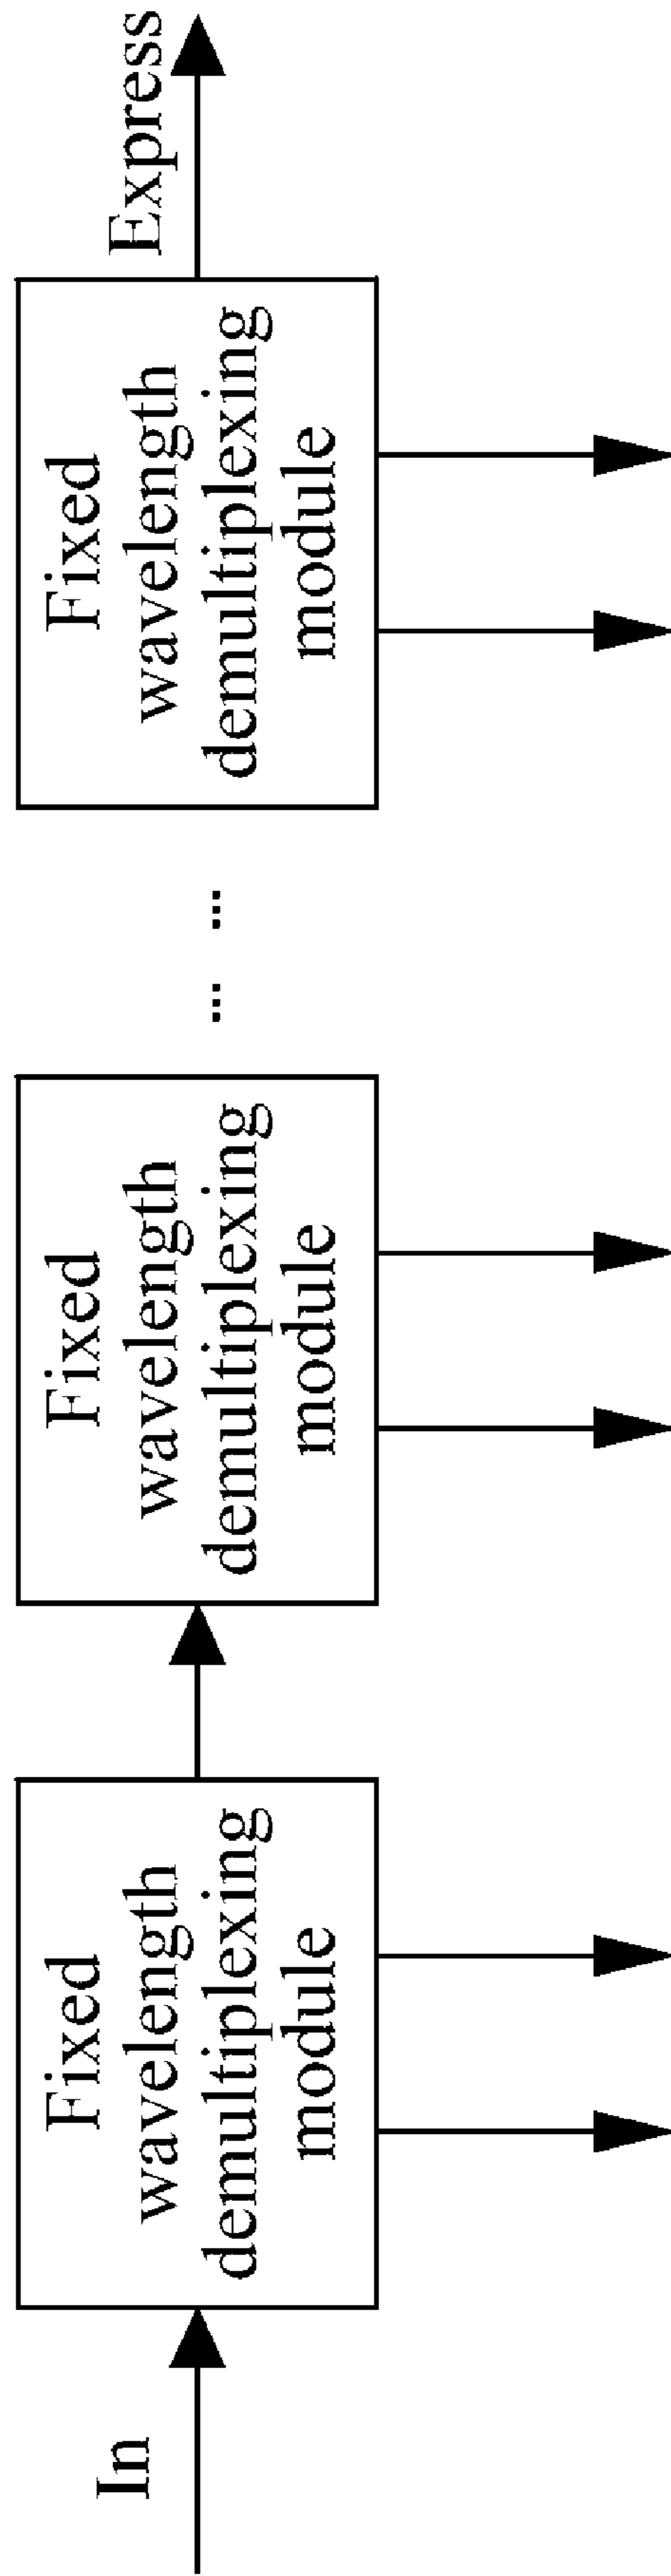 In
Fixed
wavelength
demultiplexing
module
Fixed
wavelength
demultiplexing
module
... ...
Fixed
wavelength
demultiplexing
module
Express